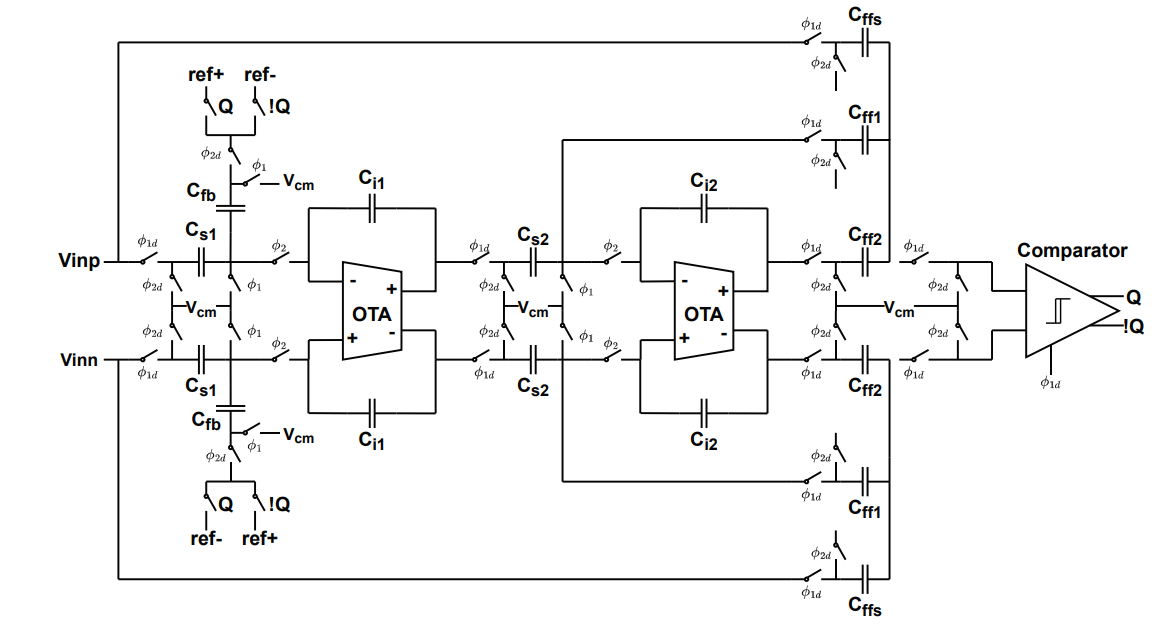 ϕ1d Cffs
ϕ2d
ref+ ref-
Q !Q
ϕ1d Cff1
ϕ2d
ϕ2d
ϕ1
Vcm
Cfb
Ci1
Ci2
Vinp ϕ1d Cs1 ϕ2 ϕ1d Cs2 ϕ2 ϕ1d Cff2 ϕ1d
Comparator
ϕ2d ϕ1 - + ϕ2d ϕ1 - + ϕ2d ϕ2d
Vcm OTA Vcm OTA Vcm Q
!Q
ϕ2d ϕ1 + - ϕ2d ϕ1 + - ϕ2d ϕ2d
Vinn ϕ1d Cs1 ϕ2 ϕ1d Cs2 ϕ2 ϕ1d Cff2 ϕ1d ϕ1d
Cfb
Vcm
ϕ1
Ci1
Ci2
ϕ2d
ϕ2d
Q !Q
ref- ref+
ϕ1d Cff1
ϕ2d
ϕ1d Cffs